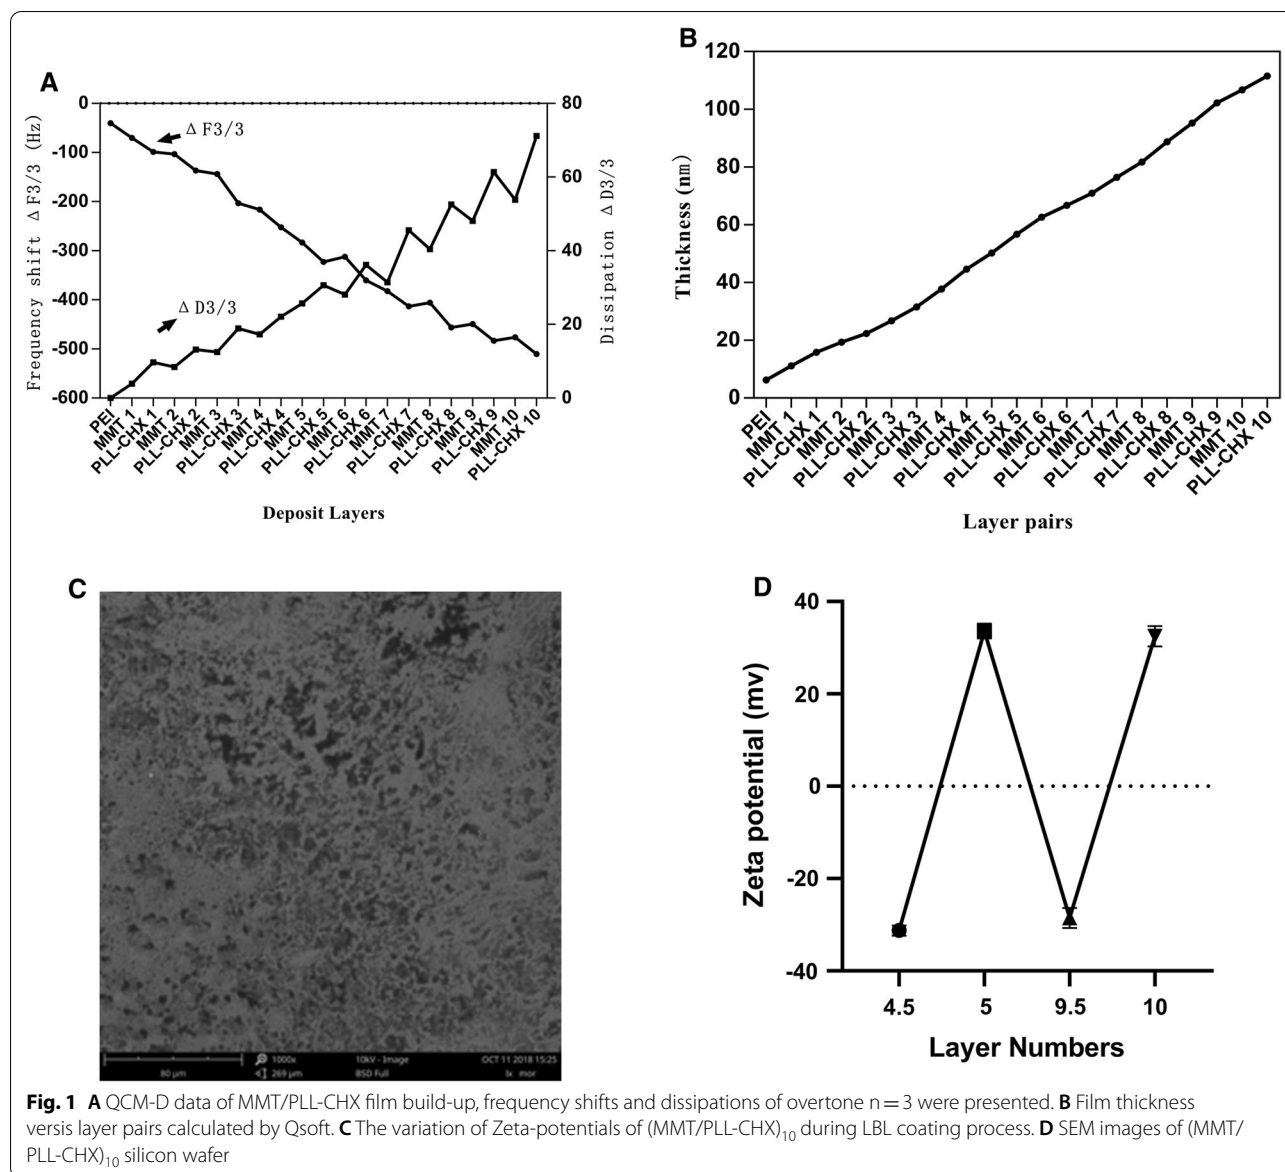 A
Frequency shift Δ F3/3 (Hz)
0
-100
-200
-300
-400
-500
-600
Δ F3/3
Δ D3/3
80
60
40
20
0
Dissipation Δ D3/3
PEI
MMT 1
PLL-CHX 1
MMT 2
PLL-CHX 2
MMT 3
PLL-CHX 3
MMT 4
PLL-CHX 4
MMT 5
PLL-CHX 5
MMT 6
PLL-CHX 6
MMT 7
PLL-CHX 7
MMT 8
PLL-CHX 8
MMT 9
PLL-CHX 9
MMT 10
PLL-CHX 10
Deposit Layers
B
Thickness (nm)
120
100
80
60
40
20
0
PEI
MMT 1
PLL-CHX 1
MMT 2
PLL-CHX 2
MMT 3
PLL-CHX 3
MMT 4
PLL-CHX 4
MMT 5
PLL-CHX 5
MMT 6
PLL-CHX 6
MMT 7
PLL-CHX 7
MMT 8
PLL-CHX 8
MMT 9
PLL-CHX 9
MMT 10
PLL-CHX 10
Layer pairs
C
80 µm
1000x
269 µm
10kV - Image
BSD Full
OCT 11 2018 15:25
lx mor
D
Zeta potential (mv)
40
20
0
-20
-40
4.5 5 9.5 10
Layer Numbers
Fig. 1 A QCM-D data of MMT/PLL-CHX film build-up, frequency shifts and dissipations of overtone n = 3 were presented. B Film thickness
versis layer pairs calculated by Qsoft. C The variation of Zeta-potentials of (MMT/PLL-CHX)10 during LBL coating process. D SEM images of (MMT/
PLL-CHX)10 silicon wafer